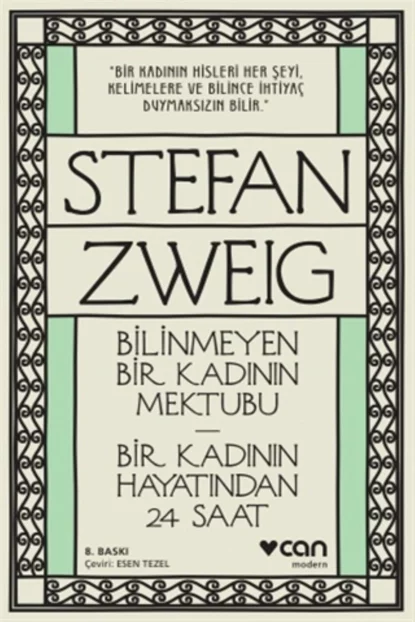 "BİR KADININ HİSLERİ HER ŞEYİ,
KELİMELERE VE BİLİNCE İHTİYAÇ
DUYMAKSIZIN BİLİR."
STEFAN
ZWEIG
BİLİNMEYEN
BİR KADININ
MEKTUBU
—
BİR KADININ
HAYATINDAN
24 SAAT
8. BASKI
Çeviri: ESEN TEZEL
can
modern